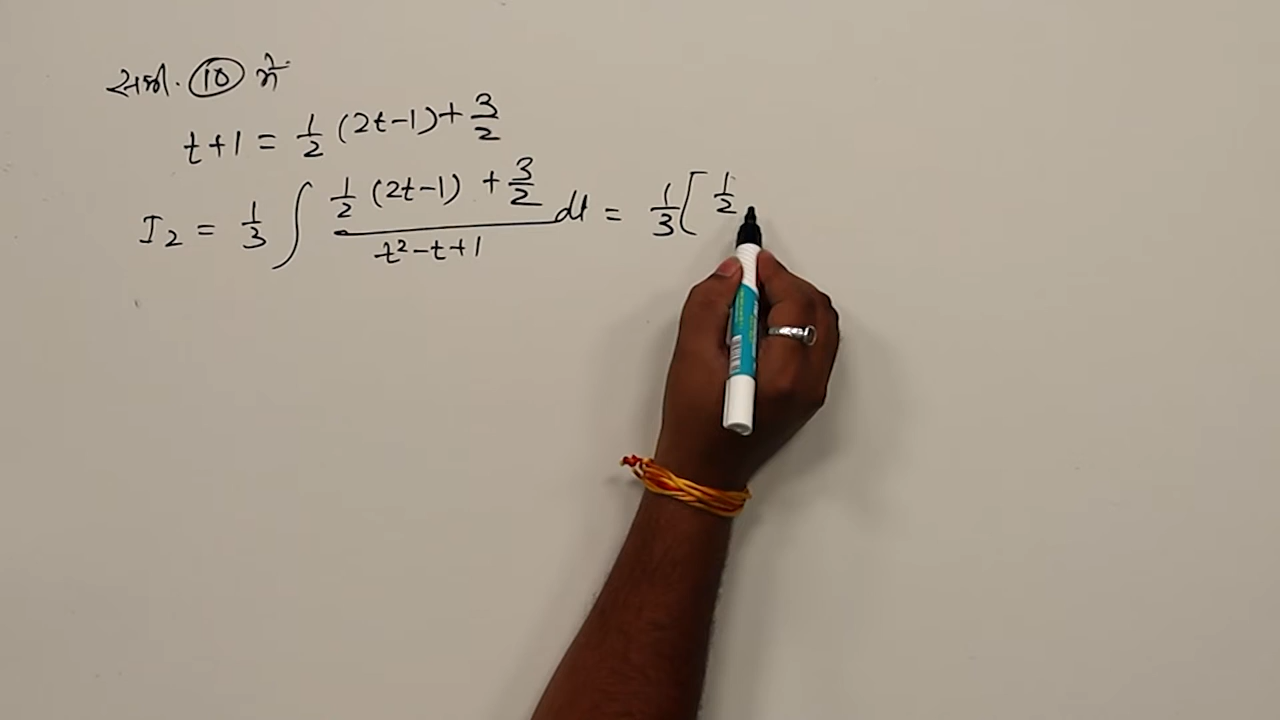 समी. 10 में
t+1 = 1/2 (2t-1) + 3/2
I₂ = 1/3 ∫ (1/2 (2t-1) + 3/2)/(t²-t+1) dt = 1/3 [ 1/2